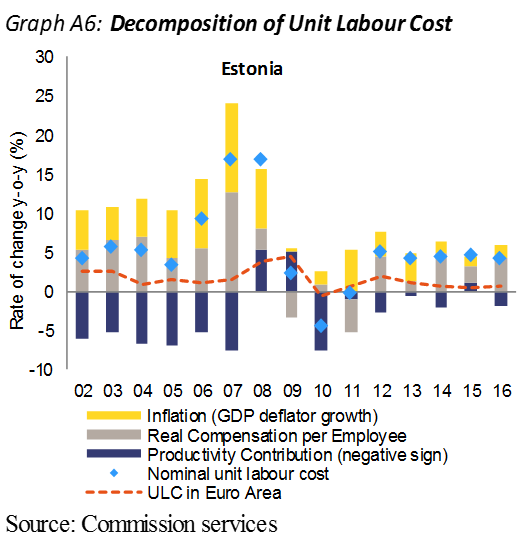 Graph A6: Decomposition of Unit Labour Cost
Estonia
Rate of change y-o-y (%)
30
25
20
15
10
5
0
-5
-10
02 03 04 05 06 07 08 09 10 11 12 13 14 15 16
Inflation (GDP deflator growth)
Real Compensation per Employee
Productivity Contribution (negative sign)
Nominal unit labour cost
ULC in Euro Area
Source: Commission services